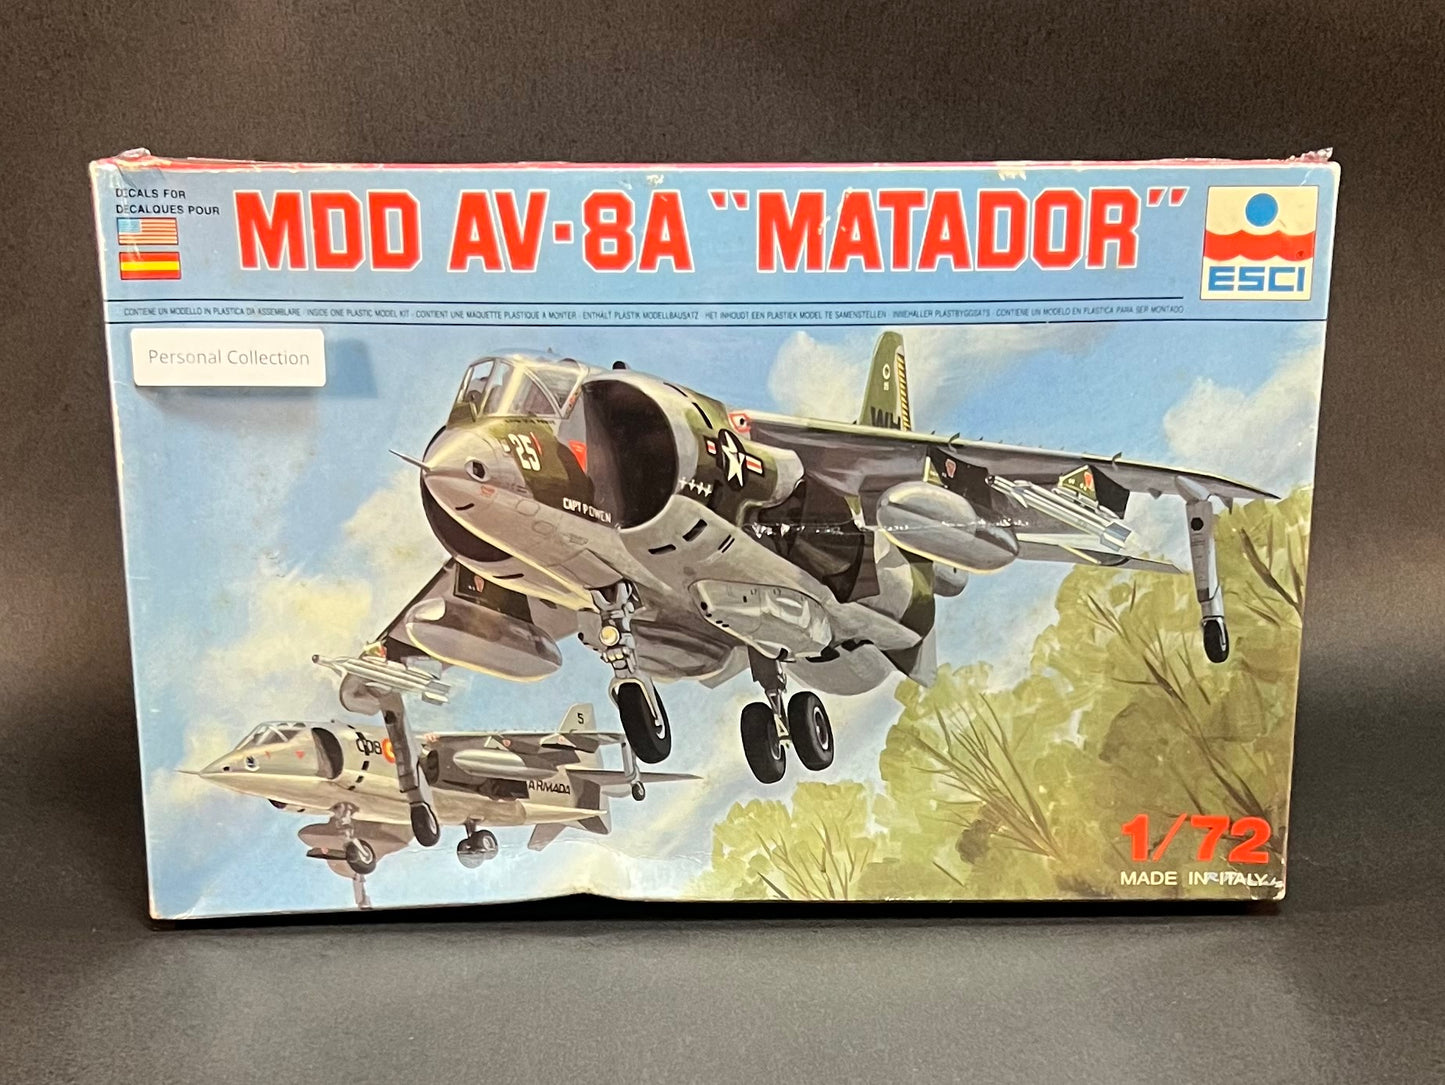 DECALS FOR
DECALQUES POUR
MDD AV-8A "MATADOR"
ESCI
CONTIENE UN MODELLO IN PLASTICA DA ASSEMBLARE · INSIDE ONE PLASTIC MODEL KIT · CONTIENT UNE MAQUETTE PLASTIQUE A MONTER · ENTHÄLT PLASTIK MODELLBAUSATZ · HET INHOUDT EEN PLASTIEK MODEL TE SAMENSTELLEN · INNEHALLER PLASTBYGGSATS · CONTIENE UN MODELO EN PLASTICA PARA SER MONTADO
Personal Collection
WH
25
CAPT P OWEN
5
008
ARMADA
1/72
MADE IN ITALY